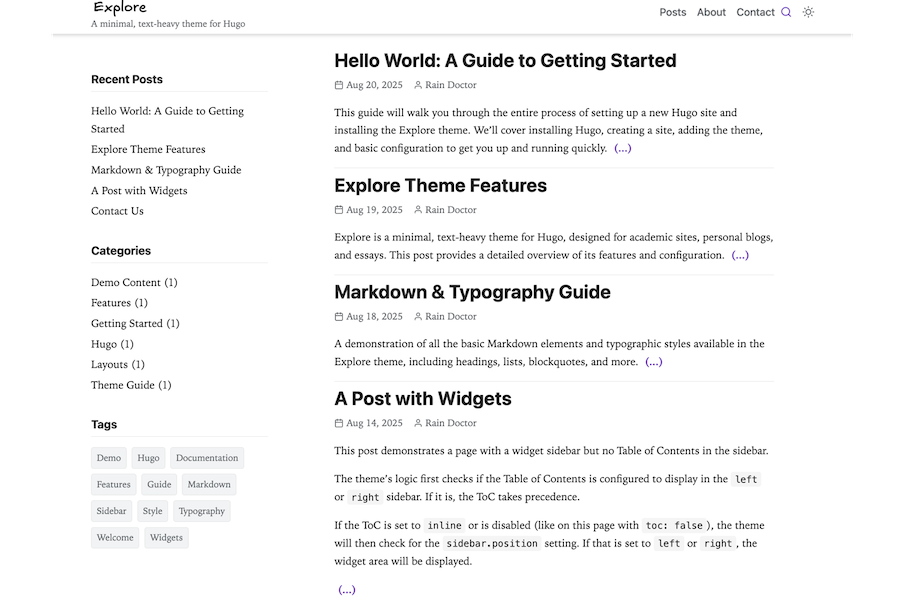 Explore
A minimal, text-heavy theme for Hugo
Posts About Contact
Recent Posts
Hello World: A Guide to Getting
Started
Explore Theme Features
Markdown & Typography Guide
A Post with Widgets
Contact Us
Categories
Demo Content (1)
Features (1)
Getting Started (1)
Hugo (1)
Layouts (1)
Theme Guide (1)
Tags
Demo Hugo Documentation
Features Guide Markdown
Sidebar Style Typography
Welcome Widgets
Hello World: A Guide to Getting Started
Aug 20, 2025 Rain Doctor
This guide will walk you through the entire process of setting up a new Hugo site and
installing the Explore theme. We’ll cover installing Hugo, creating a site, adding the theme,
and basic configuration to get you up and running quickly. (...)
Explore Theme Features
Aug 19, 2025 Rain Doctor
Explore is a minimal, text-heavy theme for Hugo, designed for academic sites, personal blogs,
and essays. This post provides a detailed overview of its features and configuration. (...)
Markdown & Typography Guide
Aug 18, 2025 Rain Doctor
A demonstration of all the basic Markdown elements and typographic styles available in the
Explore theme, including headings, lists, blockquotes, and more. (...)
A Post with Widgets
Aug 14, 2025 Rain Doctor
This post demonstrates a page with a widget sidebar but no Table of Contents in the sidebar.
The theme’s logic first checks if the Table of Contents is configured to display in the left
or right sidebar. If it is, the ToC takes precedence.
If the ToC is set to inline or is disabled (like on this page with toc: false ), the theme
will then check for the sidebar.position setting. If that is set to left or right , the
widget area will be displayed.
(...)